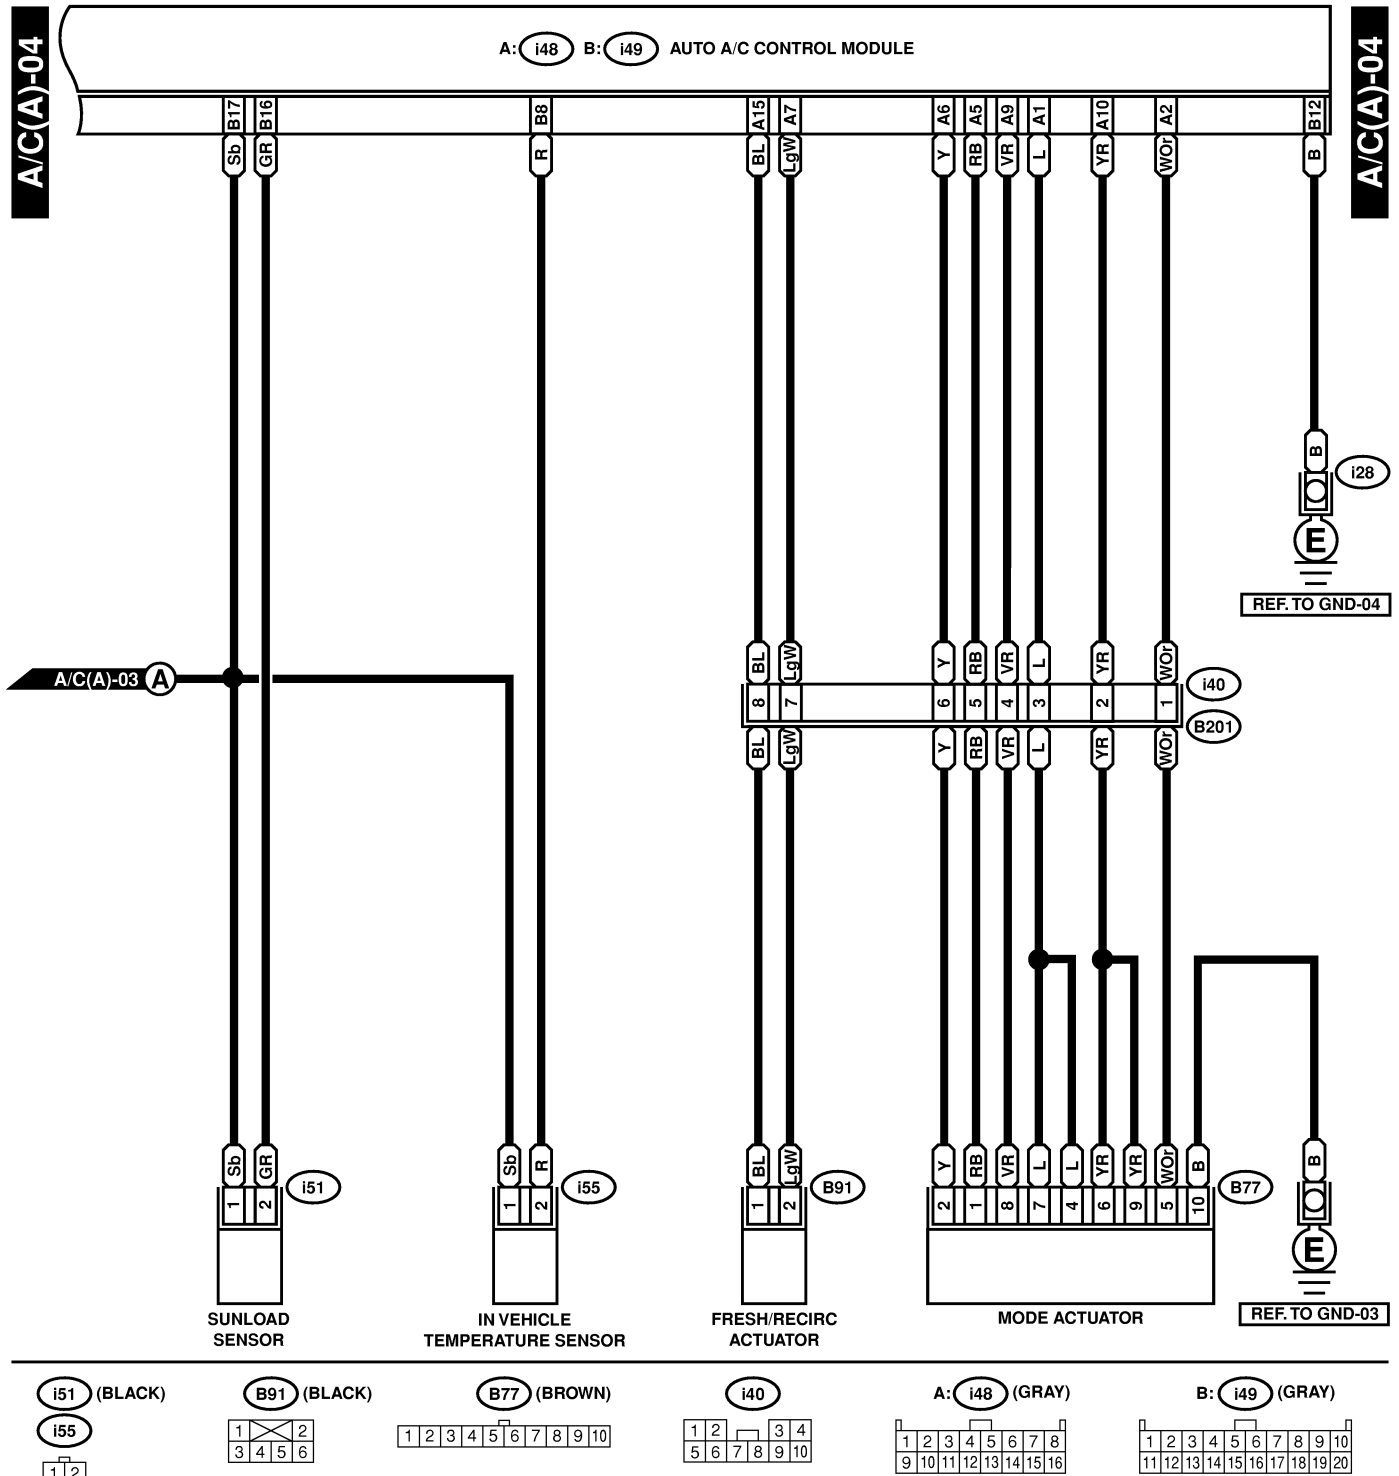 A/C(A)-04
A: i48 B: i49 AUTO A/C CONTROL MODULE
A/C(A)-04
B17 B16 B8 A15 A7 A6 A5 A9 A1 A10 A2 B12
Sb GR R BL LgW Y RB VR L YR WOr B
B
i28
E
REF. TO GND-04
A/C(A)-03 A
BL LgW Y RB VR L YR WOr
i40
8 7 6 5 4 3 2 1
B201
BL LgW Y RB VR L YR WOr
Sb GR Sb R BL LgW Y RB VR L L YR YR WOr B B
i51 i55 B91 B77
1 2 1 2 1 2 2 1 8 7 4 6 9 5 10
E
SUNLOAD
SENSOR
IN VEHICLE
TEMPERATURE SENSOR
FRESH/RECIRC
ACTUATOR
MODE ACTUATOR
REF. TO GND-03
i51 (BLACK)
i55
1 2
B91 (BLACK)
1 2
3 4 5 6
B77 (BROWN)
1 2 3 4 5 6 7 8 9 10
i40
1 2 3 4
5 6 7 8 9 10
A: i48 (GRAY)
1 2 3 4 5 6 7 8
9 10 11 12 13 14 15 16
B: i49 (GRAY)
1 2 3 4 5 6 7 8 9 10
11 12 13 14 15 16 17 18 19 20